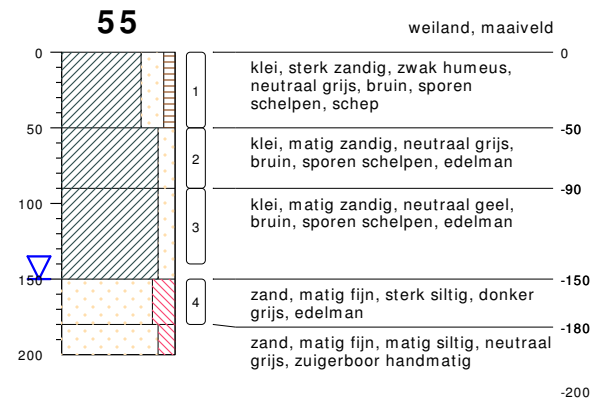 55
weiland, maaiveld
0
0
1
klei, sterk zandig, zwak humeus,
neutraal grijs, bruin, sporen
schelpen, schep
50
-50
2
klei, matig zandig, neutraal grijs,
bruin, sporen schelpen, edelman
-90
100
3
klei, matig zandig, neutraal geel,
bruin, sporen schelpen, edelman
150
-150
4
zand, matig fijn, sterk siltig, donker
grijs, edelman
-180
200
zand, matig fijn, matig siltig, neutraal
grijs, zuigerboor handmatig
-200